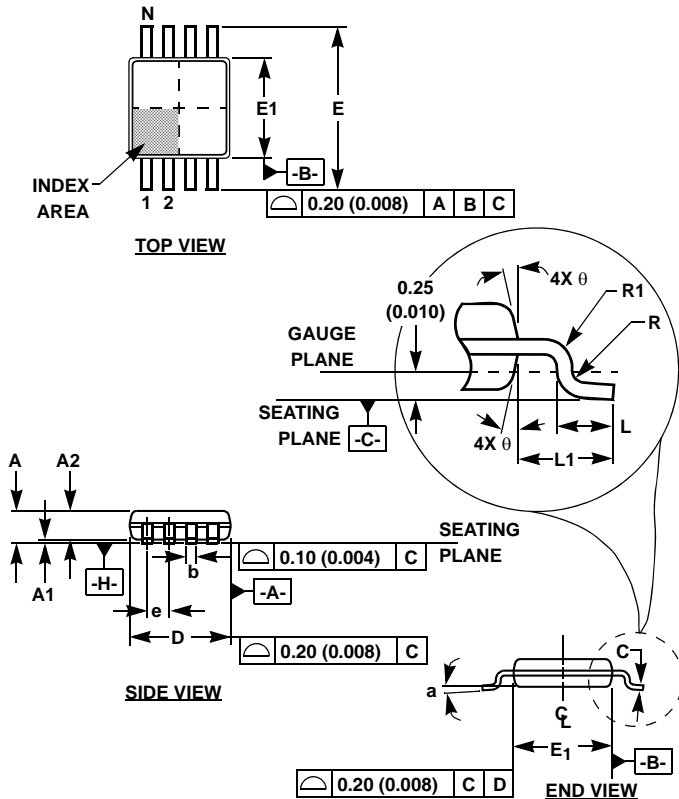 N
E1
E
-B-
INDEX
AREA
1 2
0.20 (0.008) A B C
TOP VIEW
0.25
(0.010)
4X θ
R1
R
GAUGE
PLANE
SEATING
PLANE
-C-
4X θ
L
L1
A A2
SEATING
PLANE
A1
-H-
b
0.10 (0.004) C
-A-
e
D
0.20 (0.008) C
SIDE VIEW
C
a
CL
E1
-B-
0.20 (0.008) C D
END VIEW